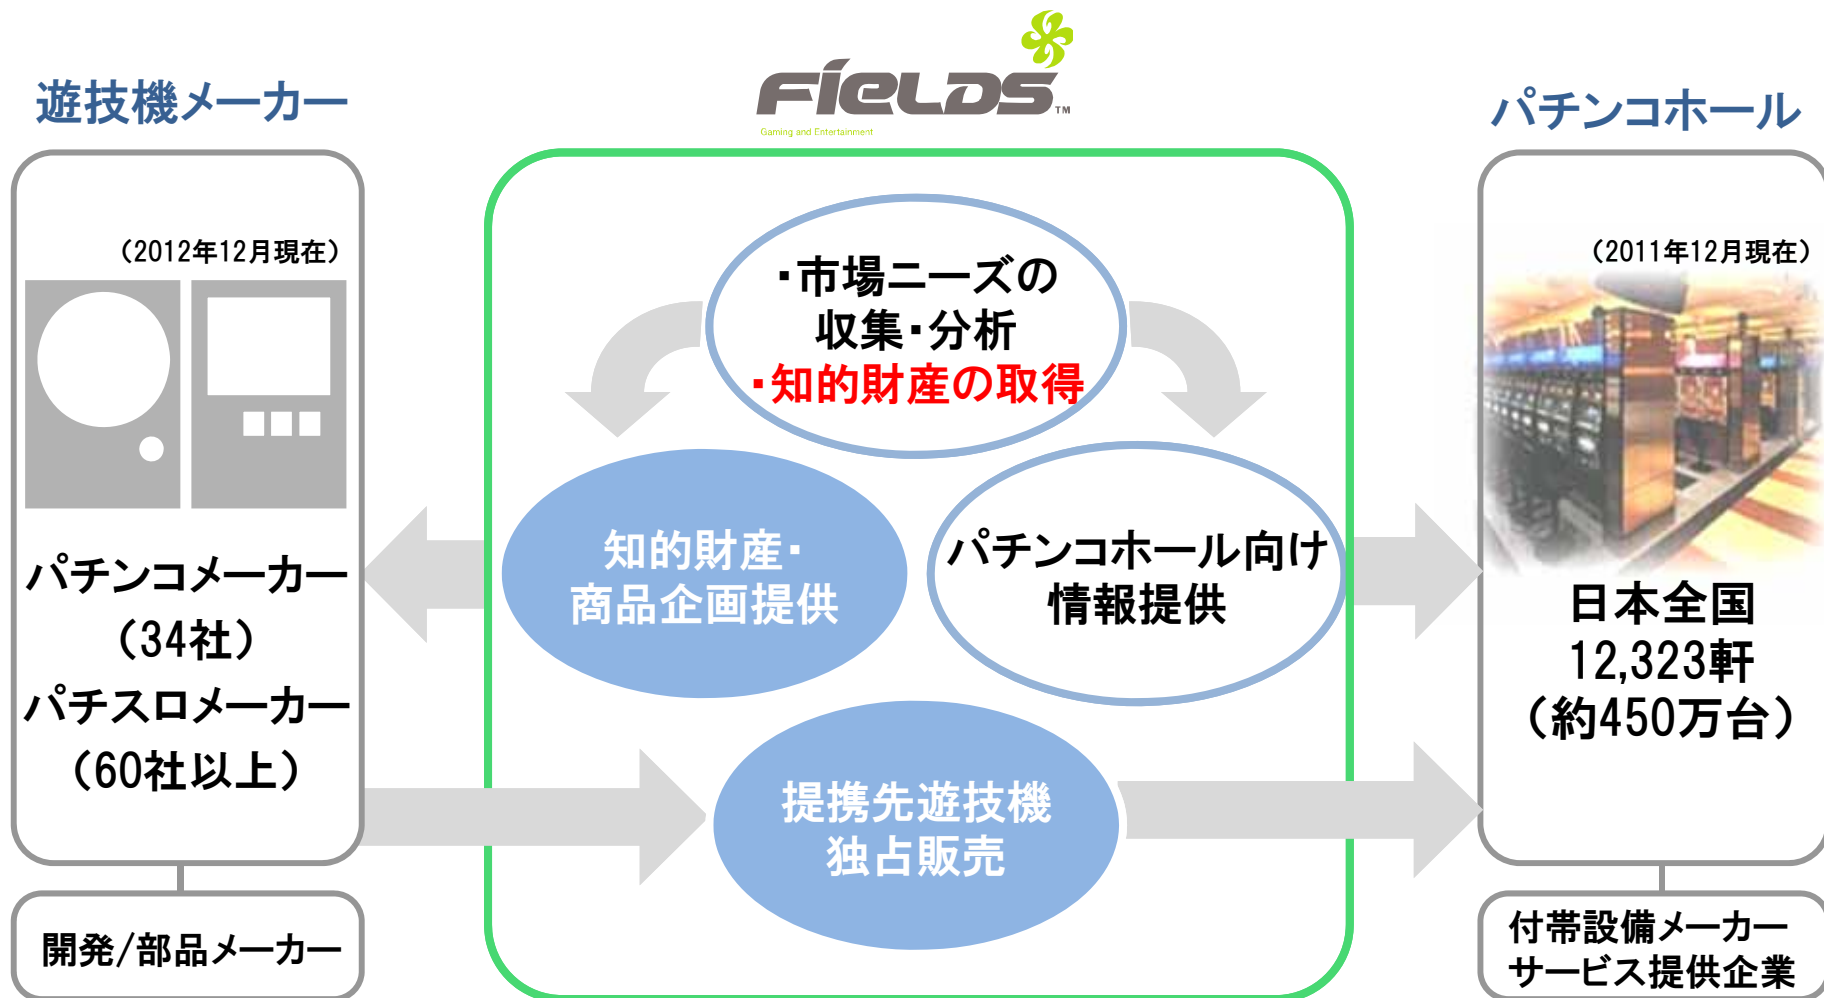 FIELDS™
Gaming and Entertainment
遊技機メーカー
（2012年12月現在）
パチンコメーカー
（34社）
パチスロメーカー
（60社以上）
開発/部品メーカー
・市場ニーズの
収集・分析
・知的財産の取得
知的財産・
商品企画提供
パチンコホール向け
情報提供
提携先遊技機
独占販売
パチンコホール
（2011年12月現在）
日本全国
12,323軒
（約450万台）
付帯設備メーカー
サービス提供企業